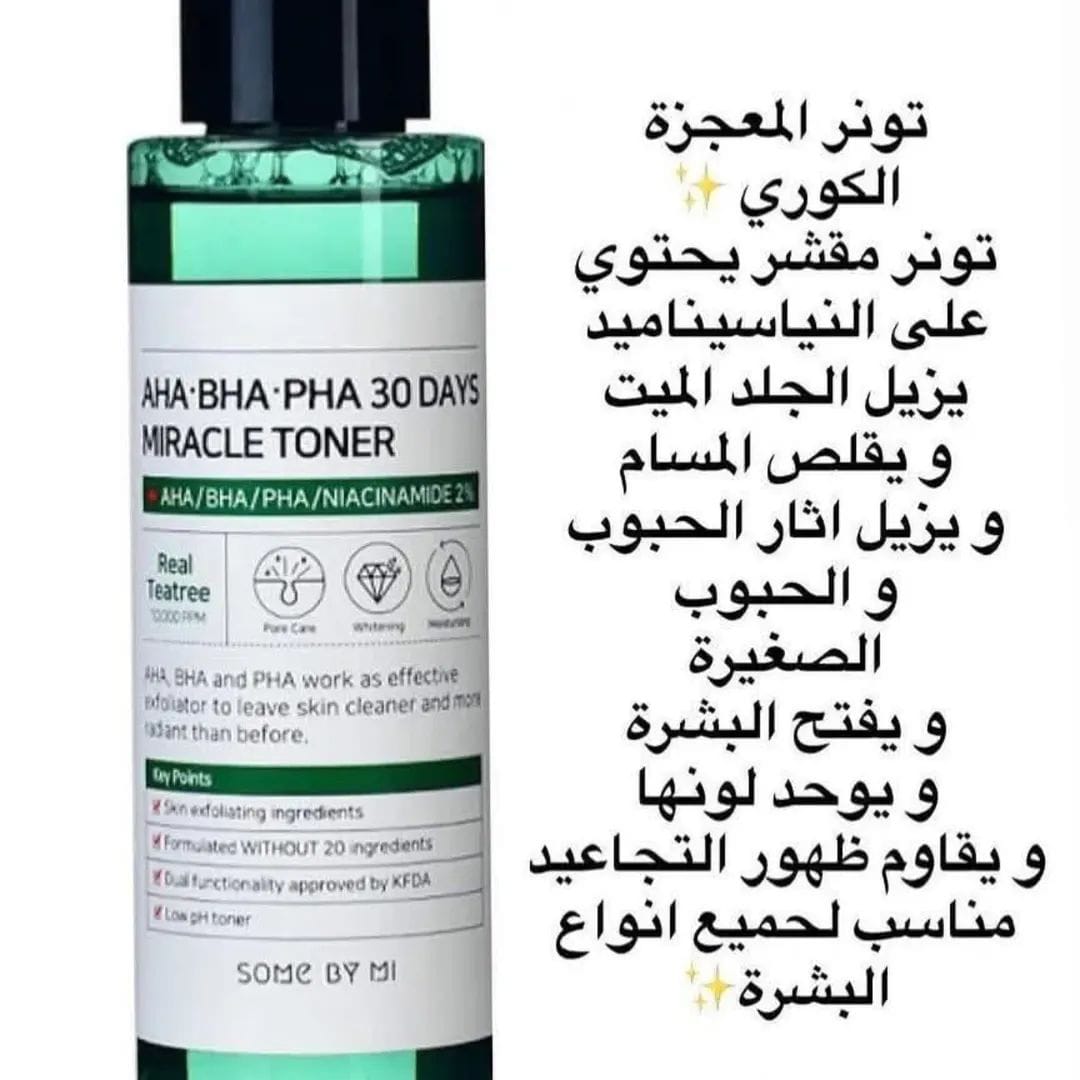 AHA·BHA·PHA 30 DAYS
MIRACLE TONER
AHA/BHA/PHA/NIACINAMIDE 2%
Real
Teatree
10,000 PPM
Pore Care
Whitening
Moisturizing
AHA, BHA and PHA work as effective
exfoliator to leave skin cleaner and more
radiant than before.
Key Points
Skin exfoliating ingredients
Formulated WITHOUT 20 ingredients
Dual functionality approved by KFDA
Low pH toner
SOME BY MI
تونر المعجزة
الكوري ✨
تونر مقشر يحتوي
على النياسيناميد
يزيل الجلد الميت
و يقلص المسام
و يزيل اثار الحبوب
و الحبوب
الصغيرة
و يفتح البشرة
و يوحد لونها
و يقاوم ظهور التجاعيد
مناسب لحميع انواع
البشرة✨